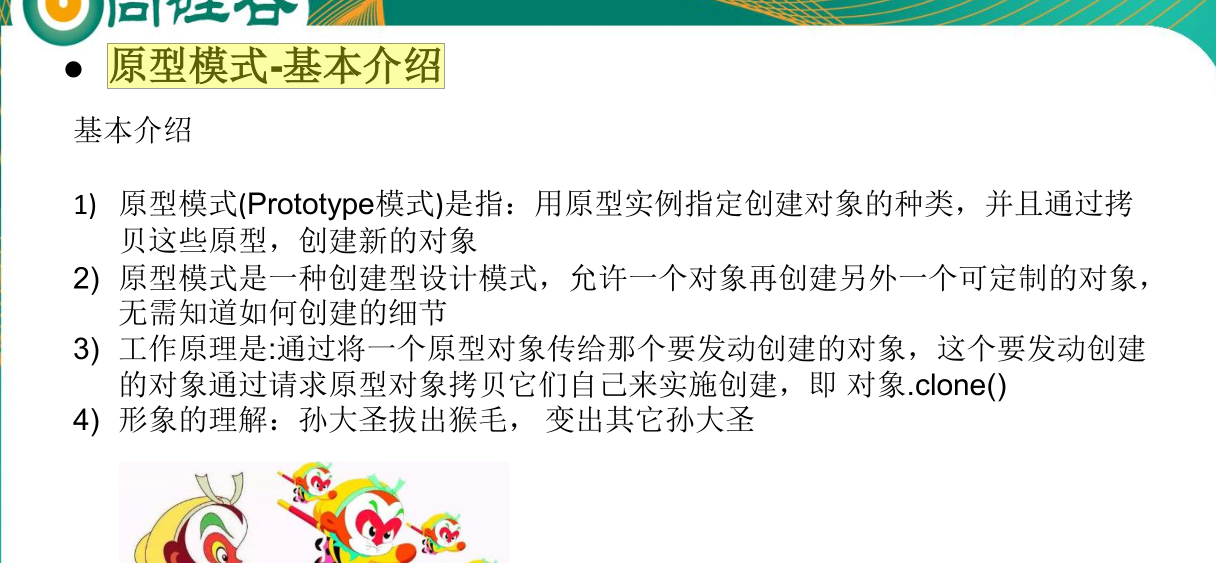 尚硅谷
● 原型模式-基本介绍
基本介绍
1) 原型模式(Prototype模式)是指：用原型实例指定创建对象的种类，并且通过拷
贝这些原型，创建新的对象
2) 原型模式是一种创建型设计模式，允许一个对象再创建另外一个可定制的对象，
无需知道如何创建的细节
3) 工作原理是:通过将一个原型对象传给那个要发动创建的对象，这个要发动创建
的对象通过请求原型对象拷贝它们自己来实施创建，即 对象.clone()
4) 形象的理解：孙大圣拔出猴毛， 变出其它孙大圣